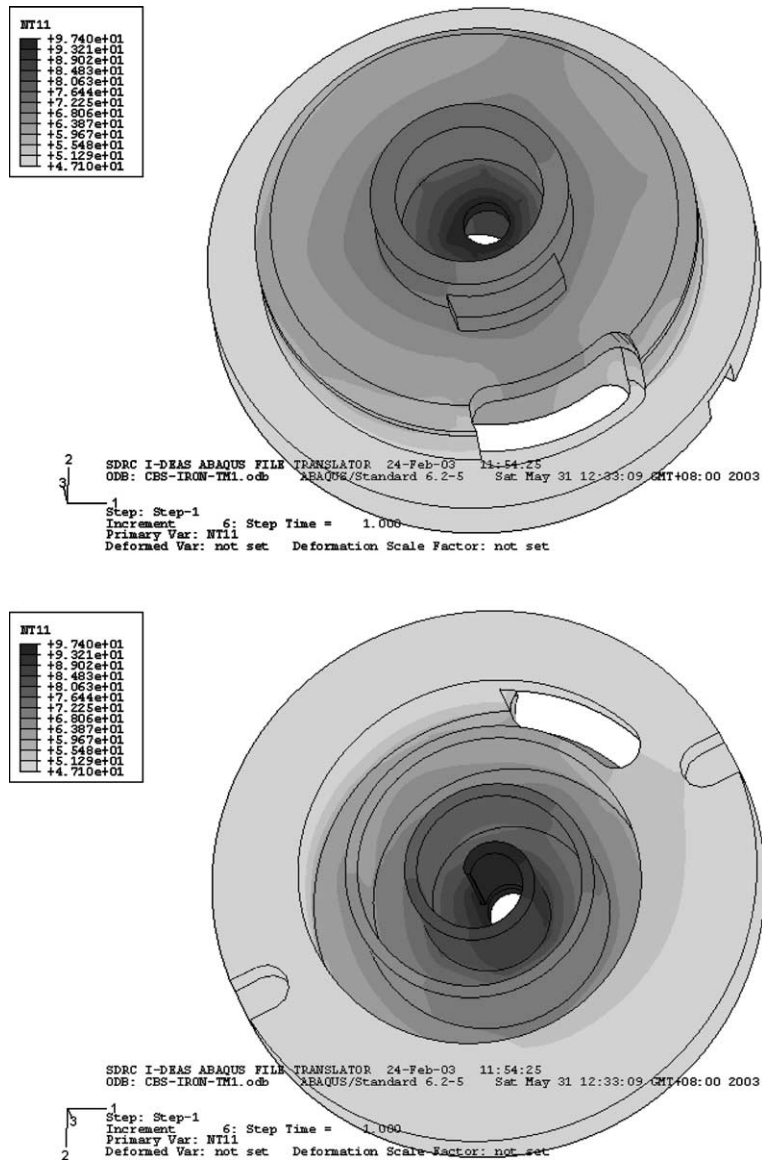 NT11
+9.740e+01
+9.321e+01
+8.902e+01
+8.483e+01
+8.063e+01
+7.644e+01
+7.225e+01
+6.806e+01
+6.387e+01
+5.967e+01
+5.548e+01
+5.129e+01
+4.710e+01
2
3
1
SDRC I-DEAS ABAQUS FILE TRANSLATOR 24-Feb-03 11:54:25
ODB: CBS-IRON-TM1.odb ABAQUS/Standard 6.2-5 Sat May 31 12:33:09 GMT+08:00 2003
Step: Step-1
Increment 6: Step Time = 1.000
Primary Var: NT11
Deformed Var: not set Deformation Scale Factor: not set
NT11
+9.740e+01
+9.321e+01
+8.902e+01
+8.483e+01
+8.063e+01
+7.644e+01
+7.225e+01
+6.806e+01
+6.387e+01
+5.967e+01
+5.548e+01
+5.129e+01
+4.710e+01
SDRC I-DEAS ABAQUS FILE TRANSLATOR 24-Feb-03 11:54:25
ODB: CBS-IRON-TM1.odb ABAQUS/Standard 6.2-5 Sat May 31 12:33:09 GMT+08:00 2003
1
3
2
Step: Step-1
Increment 6: Step Time = 1.000
Primary Var: NT11
Deformed Var: not set Deformation Scale Factor: not set